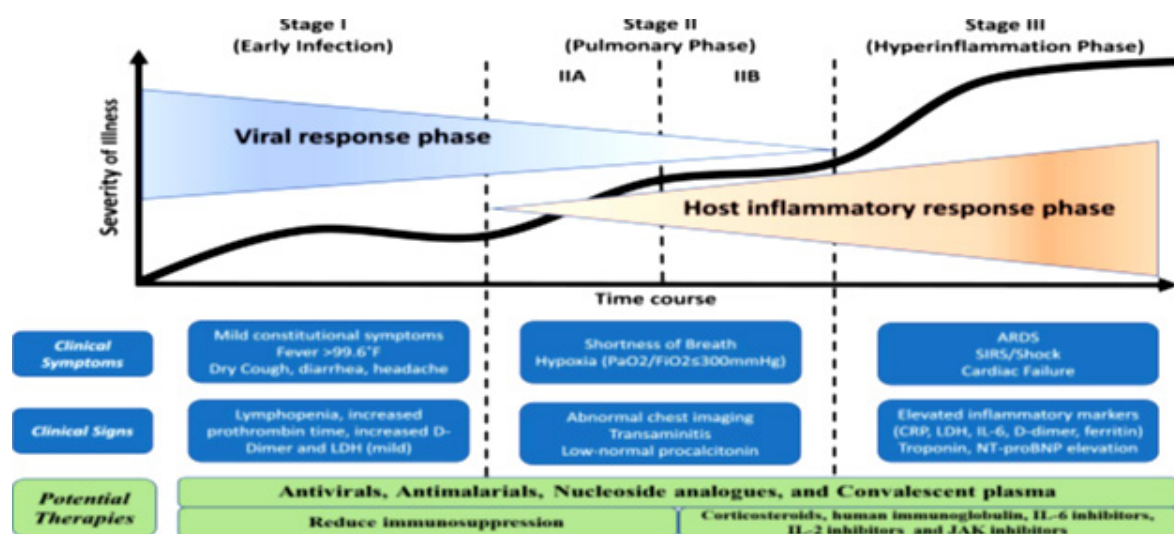 Stage I
(Early Infection)
Stage II
(Pulmonary Phase)
Stage III
(Hyperinflammation Phase)
IIA
IIB
Severity of Illness
Viral response phase
Host inflammatory response phase
Time course
Clinical
Symptoms
Mild constitutional symptoms
Fever >99.6°F
Dry Cough, diarrhea, headache
Shortness of Breath
Hypoxia (PaO2/FiO2≤300mmHg)
ARDS
SIRS/Shock
Cardiac Failure
Clinical Signs
Lymphopenia, increased
prothrombin time, increased D-
Dimer and LDH (mild)
Abnormal chest imaging
Transaminitis
Low-normal procalcitonin
Elevated inflammatory markers
(CRP, LDH, IL-6, D-dimer, ferritin)
Troponin, NT-proBNP elevation
Potential
Therapies
Antivirals, Antimalarials, Nucleoside analogues, and Convalescent plasma
Reduce immunosuppression
Corticosteroids, human immunoglobulin, IL-6 inhibitors,
IL-2 inhibitors and JAK inhibitors